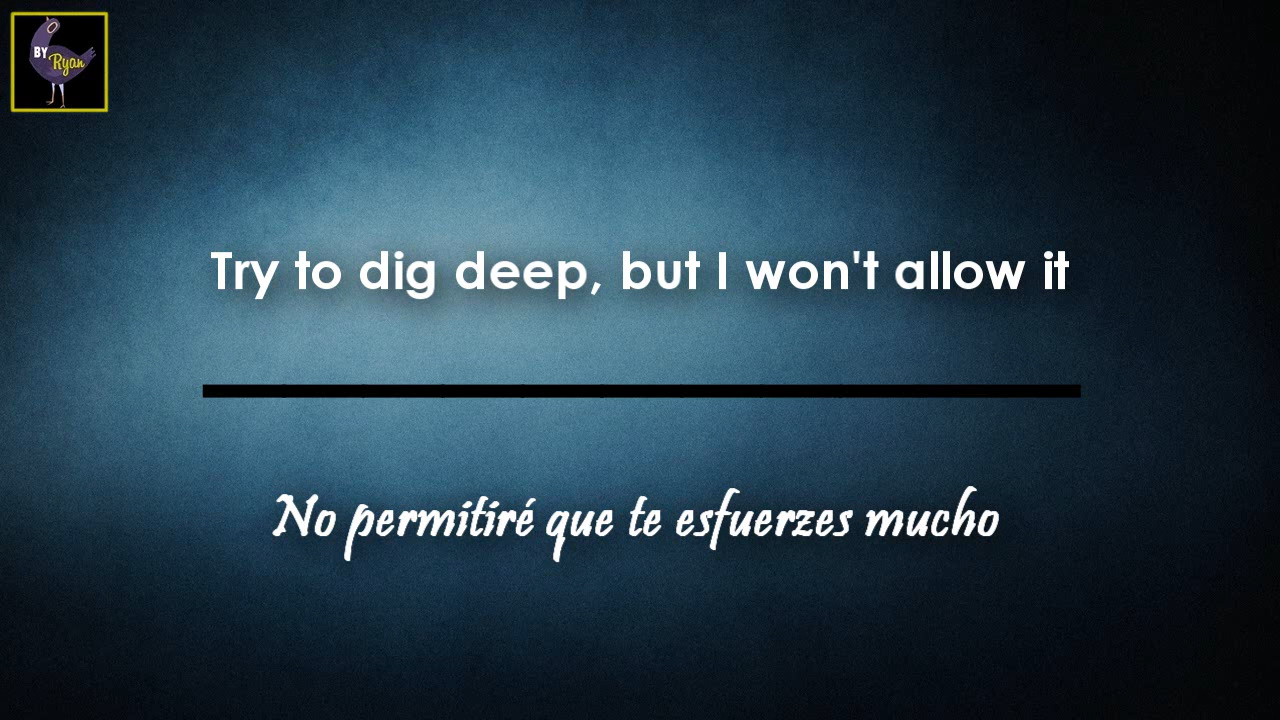 BY
Ryan
Try to dig deep, but I won't allow it
No permitiré que te esfuerzes mucho